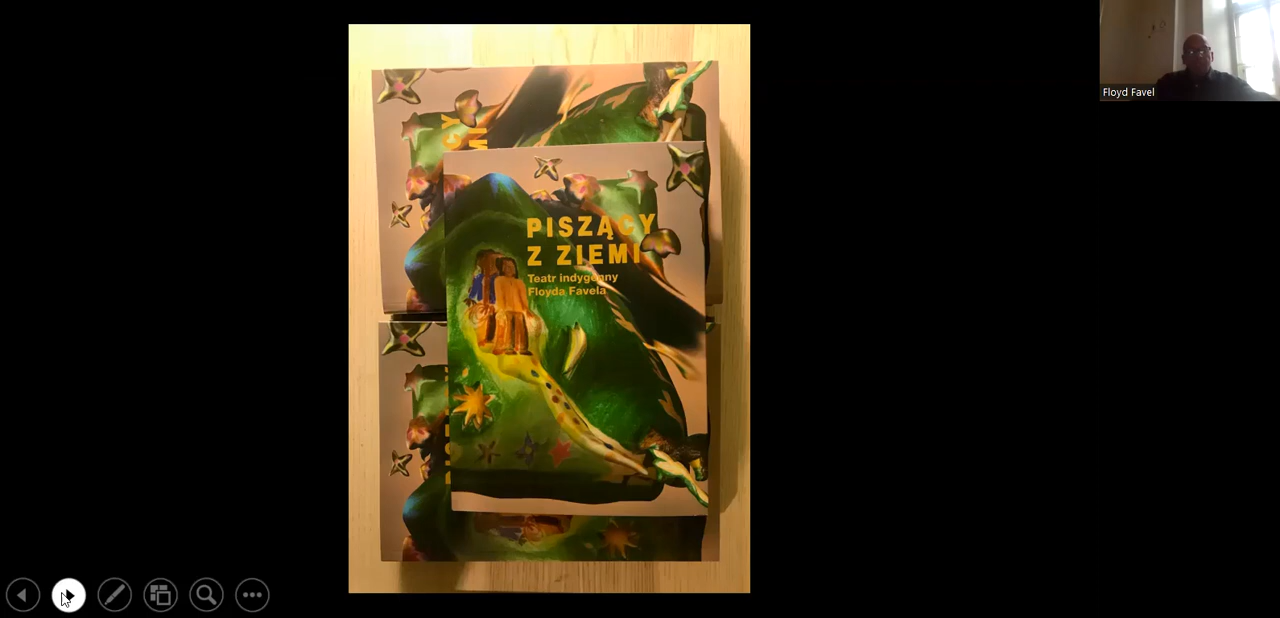 PISZĄCY
Z ZIEMI
Teatr indygenny
Floyda Favela
Floyd Favel